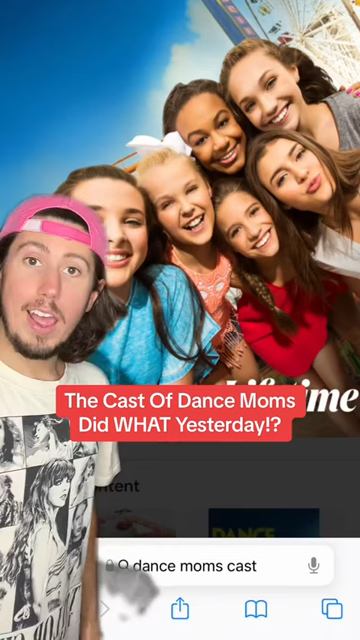 Lifetime
The Cast Of Dance Moms
Did WHAT Yesterday!?
dance moms cast